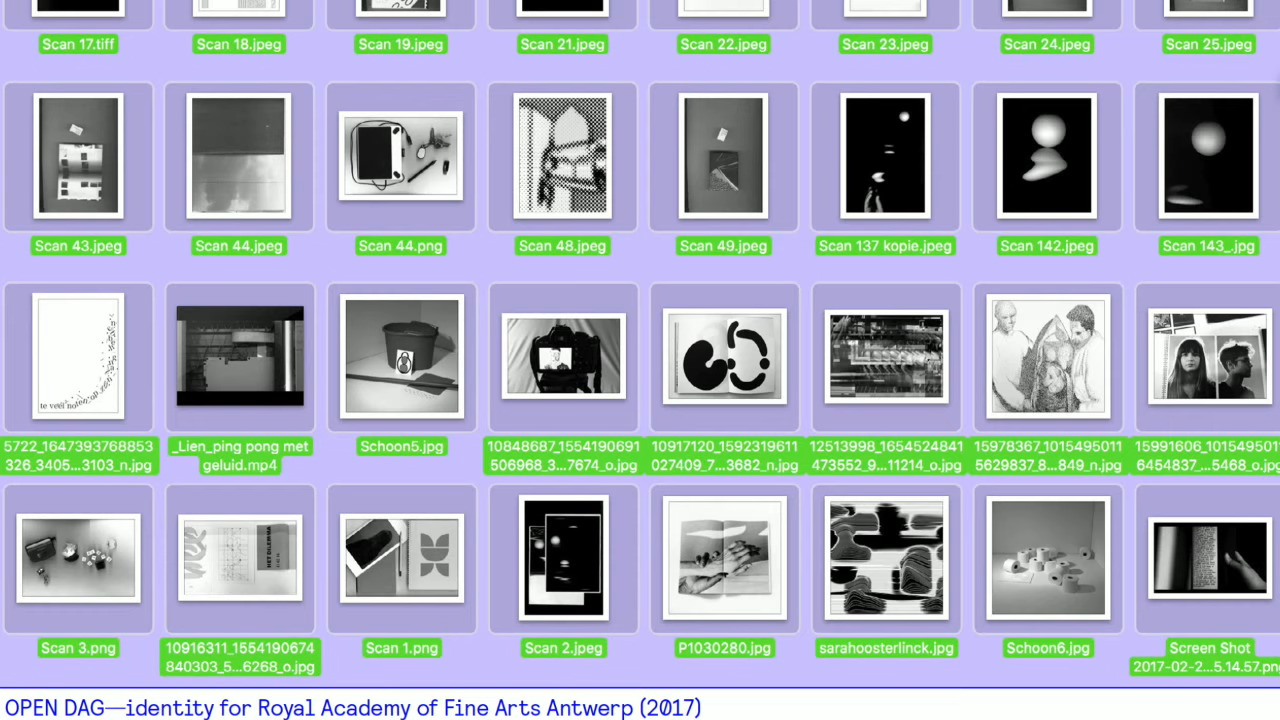 Scan 17.tiff
Scan 18.jpeg
Scan 19.jpeg
Scan 21.jpeg
Scan 22.jpeg
Scan 23.jpeg
Scan 24.jpeg
Scan 25.jpeg
Scan 43.jpeg
Scan 44.jpeg
Scan 44.png
Scan 48.jpeg
Scan 49.jpeg
Scan 137 kopie.jpeg
Scan 142.jpeg
Scan 143_.jpg
te veel noten op
5722_1647393768853
326_3405...3103_n.jpg
_Lien_ping pong met
geluid.mp4
Schoon5.jpg
10848687_1554190691
506968_3...7674_o.jpg
10917120_1592319611
027409_7...3682_n.jpg
12513998_1654524841
473552_9...11214_o.jpg
15978367_1015495011
5629837_8...849_n.jpg
15991606_1015495011
6454837_...5468_o.jpg
HET DILEMMA
Scan 3.png
10916311_1554190674
840303_5...6268_o.jpg
Scan 1.png
Scan 2.jpeg
P1030280.jpg
sarahoosterlinck.jpg
Schoon6.jpg
Screen Shot
2017-02-2...5.14.57.png
OPEN DAG—identity for Royal Academy of Fine Arts Antwerp (2017)